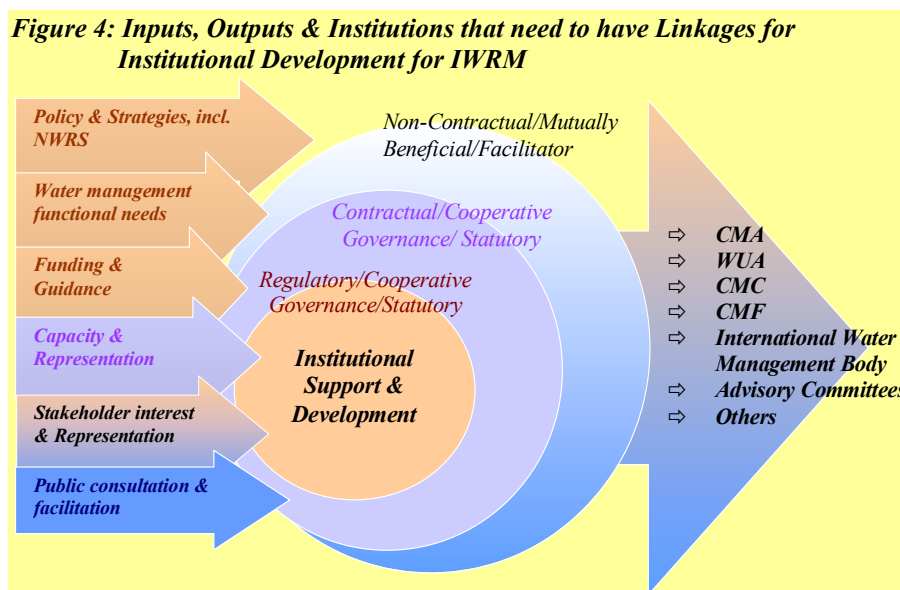 Figure 4: Inputs, Outputs & Institutions that need to have Linkages for
Institutional Development for IWRM
Policy & Strategies, incl.
NWRS
Water management
functional needs
Funding &
Guidance
Capacity &
Representation
Stakeholder interest
& Representation
Public consultation &
facilitation
Non-Contractual/Mutually
Beneficial/Facilitator
Contractual/Cooperative
Governance/ Statutory
Regulatory/Cooperative
Governance/Statutory
Institutional
Support &
Development
⇨ CMA
⇨ WUA
⇨ CMC
⇨ CMF
⇨ International Water
Management Body
⇨ Advisory Committees
⇨ Others